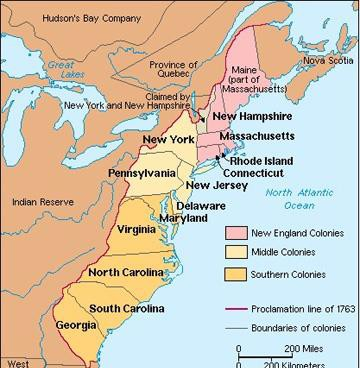 Hudson's Bay Company
Great
Lakes
Province of
Quebec
Nova Scotia
Maine
(part of
Massachusetts)
Claimed by
New York and New Hampshire
New Hampshire
Massachusetts
New York
Rhode Island
Connecticut
Pennsylvania
New Jersey
North Atlantic
Ocean
Indian Reserve
Delaware
Maryland
Virginia
New England Colonies
Middle Colonies
Southern Colonies
North Carolina
South Carolina
Georgia
Proclamation line of 1763
Boundaries of colonies
0 200 Miles
0 200 Kilometers
West